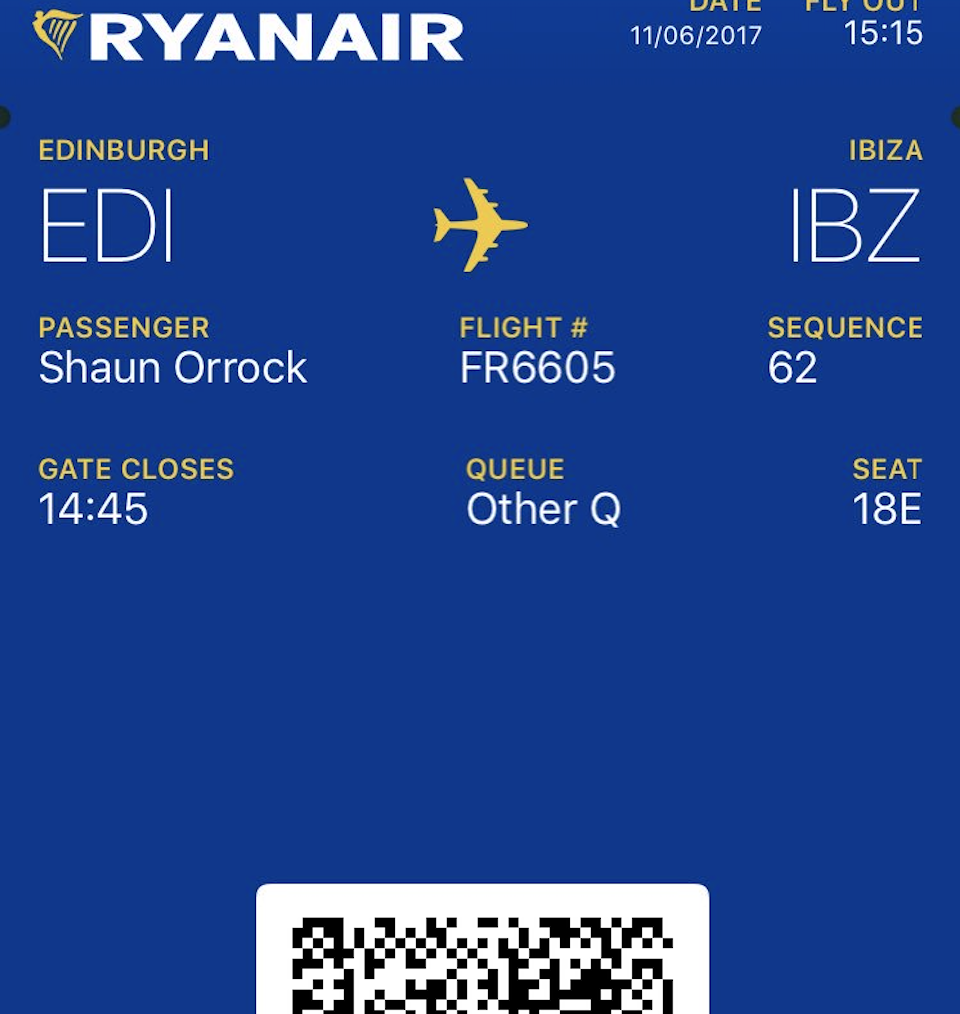 RYANAIR
DATE FLY OUT
11/06/2017 15:15
EDINBURGH IBIZA
EDI IBZ
PASSENGER FLIGHT # SEQUENCE
Shaun Orrock FR6605 62
GATE CLOSES QUEUE SEAT
14:45 Other Q 18E